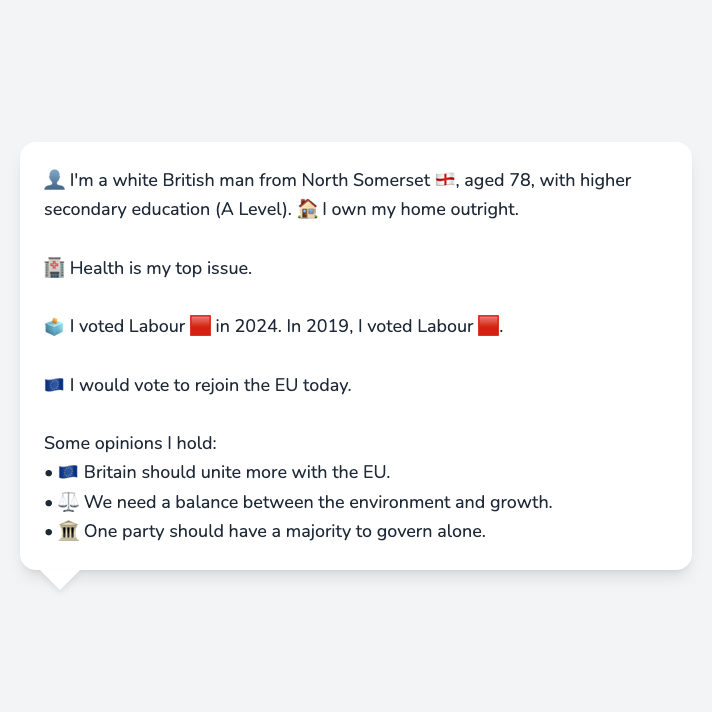 👤 I'm a white British man from North Somerset 🏴󠁧󠁢󠁥󠁮󠁧󠁿, aged 78, with higher
secondary education (A Level). 🏠 I own my home outright.
🏥 Health is my top issue.
🗳️ I voted Labour 🟥 in 2024. In 2019, I voted Labour 🟥.
🇪🇺 I would vote to rejoin the EU today.
Some opinions I hold:
• 🇪🇺 Britain should unite more with the EU.
• ⚖️ We need a balance between the environment and growth.
• 🏛️ One party should have a majority to govern alone.